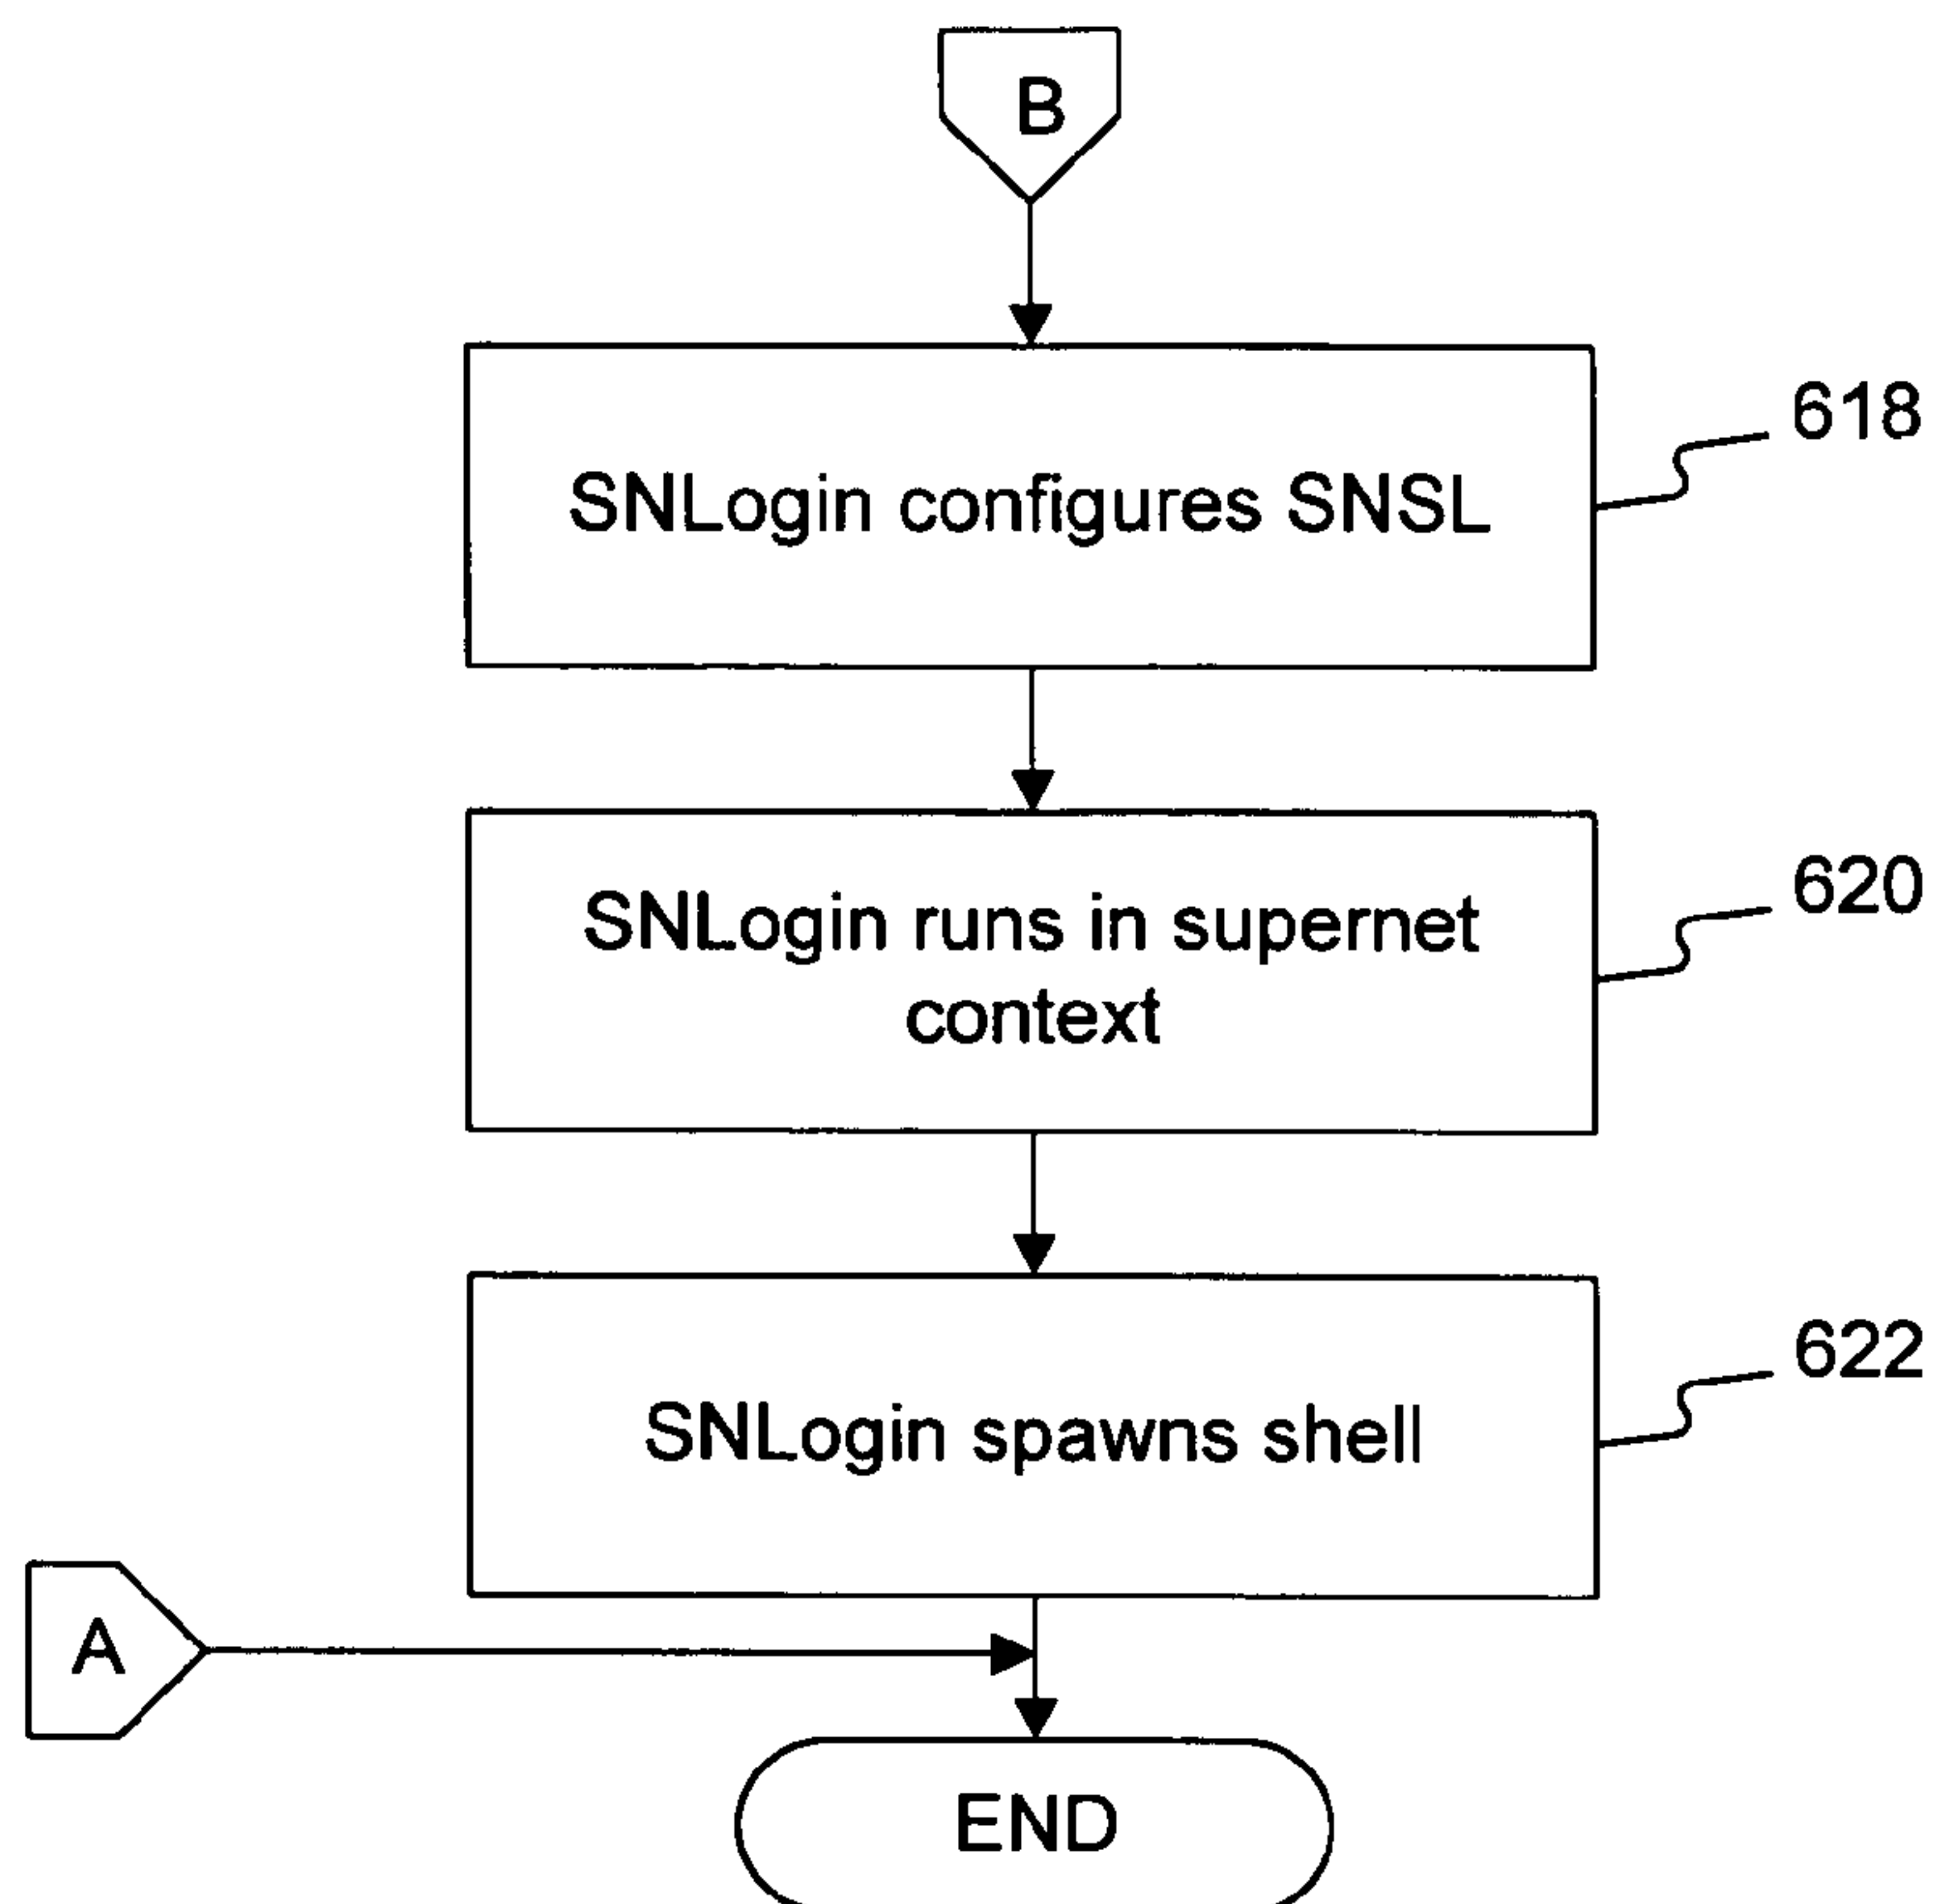 B
618
SNLogin configures SNSL
620
SNLogin runs in supernet
context
622
SNLogin spawns shell
A
END